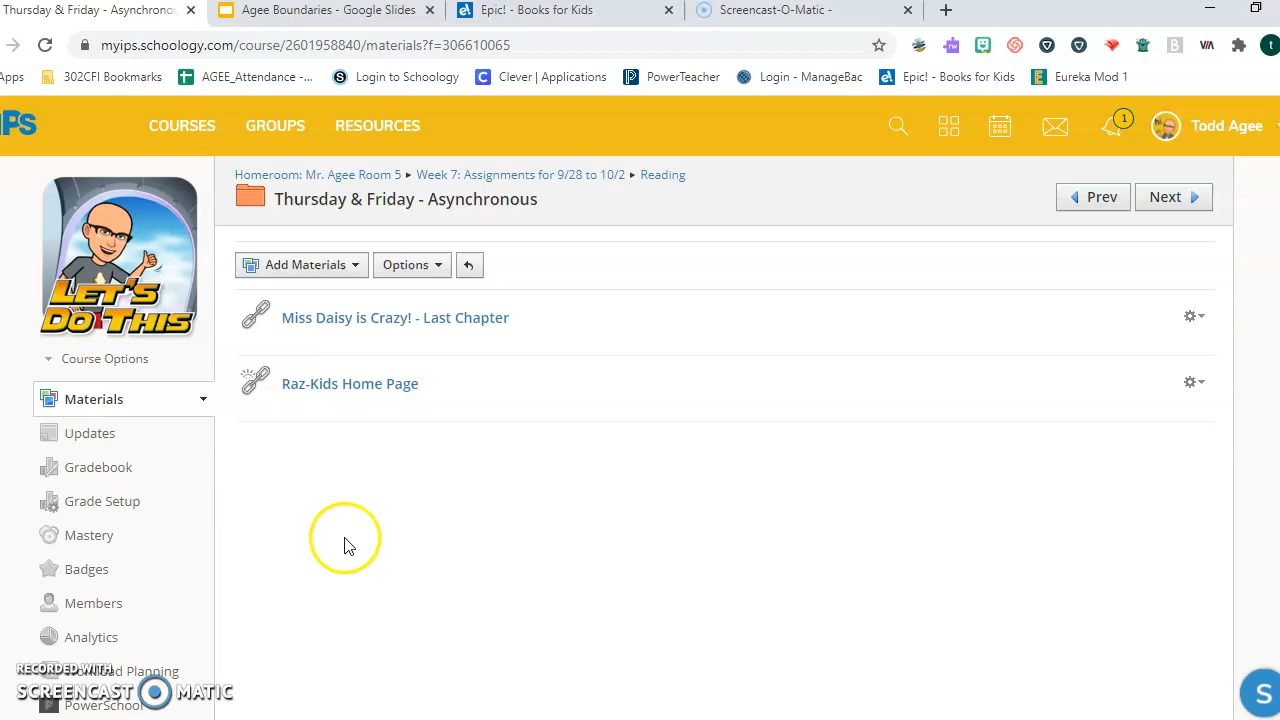 Thursday & Friday - Asynchrono
Agee Boundaries - Google Slides
Epic! - Books for Kids
Screencast-O-Matic -
myips.schoology.com/course/2601958840/materials?f=306610065
Apps
302CFI Bookmarks
AGEE_Attendance -...
Login to Schoology
Clever | Applications
PowerTeacher
Login - ManageBac
Epic! - Books for Kids
Eureka Mod 1
IPS
COURSES
GROUPS
RESOURCES
1
Todd Agee
Homeroom: Mr. Agee Room 5 ▸ Week 7: Assignments for 9/28 to 10/2 ▸ Reading
Thursday & Friday - Asynchronous
Prev
Next
LET'S DO THIS
Add Materials
Options
Miss Daisy is Crazy! - Last Chapter
Raz-Kids Home Page
Course Options
Materials
Updates
Gradebook
Grade Setup
Mastery
Badges
Members
Analytics
Workload Planning
PowerSchool
RECORDED WITH
SCREENCAST MATIC
S